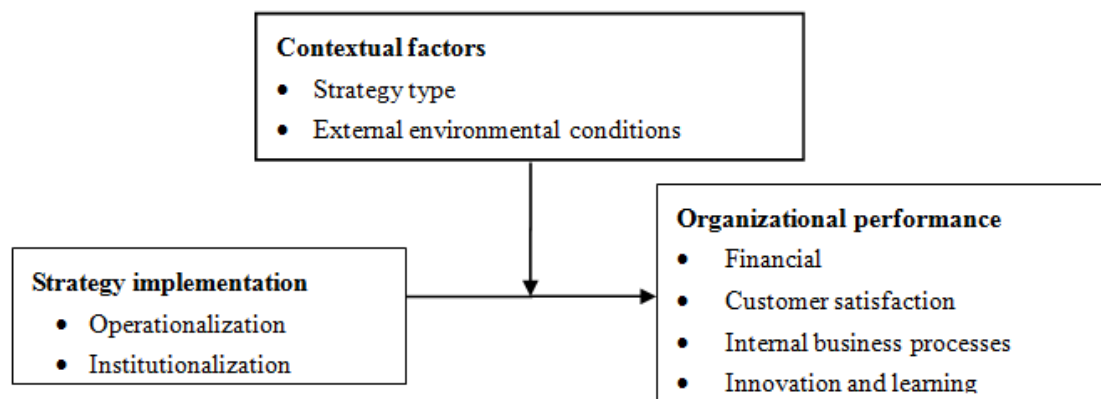 Contextual factors
• Strategy type
• External environmental conditions
Organizational performance
• Financial
• Customer satisfaction
• Internal business processes
• Innovation and learning
Strategy implementation
• Operationalization
• Institutionalization